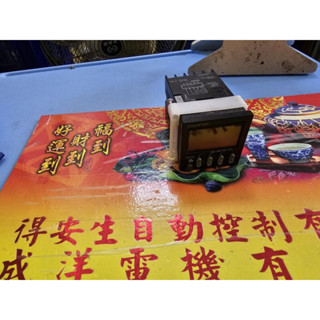 福到
財到
好運到
得安生自動控制有
成洋電機有